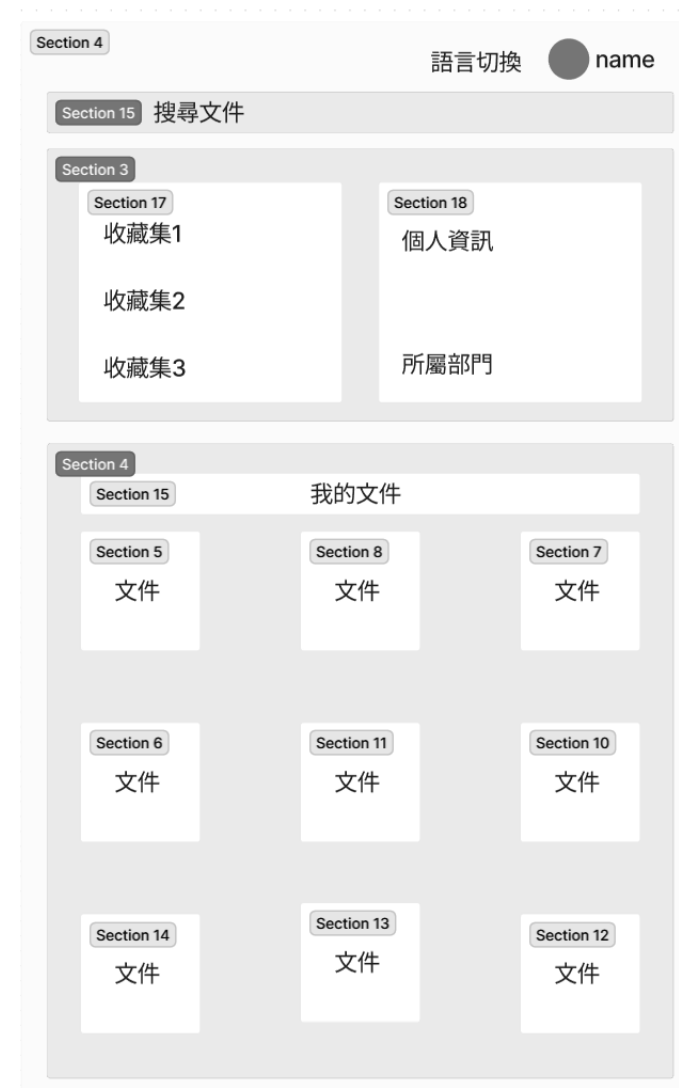 Section 4
語言切換 name
Section 15 搜尋文件
Section 3
Section 17
收藏集1
收藏集2
收藏集3
Section 18
個人資訊
所屬部門
Section 4
Section 15 我的文件
Section 5
文件
Section 8
文件
Section 7
文件
Section 6
文件
Section 11
文件
Section 10
文件
Section 14
文件
Section 13
文件
Section 12
文件